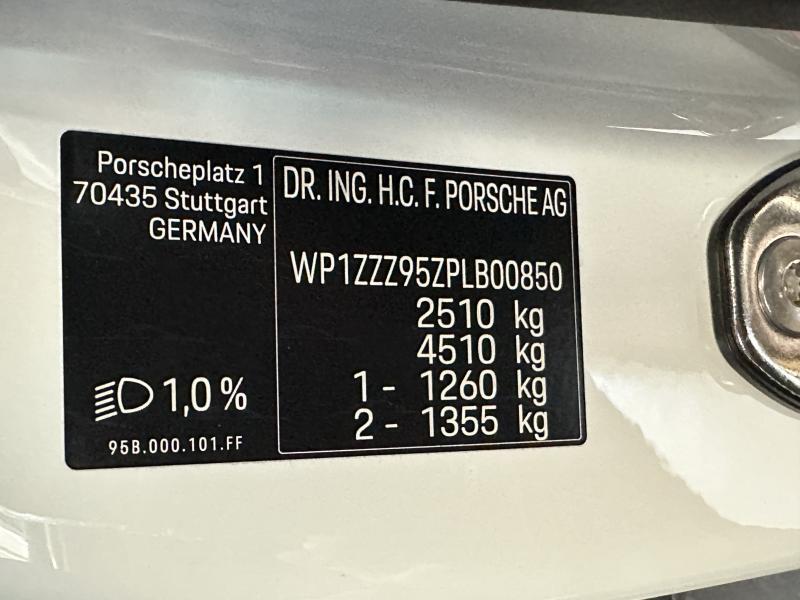 Porscheplatz 1
70435 Stuttgart
GERMANY
1,0%
95B.000.101.FF
DR. ING. H.C. F. PORSCHE AG
WP1ZZZ95ZPLB00850
2510 kg
4510 kg
1 - 1260 kg
2 - 1355 kg